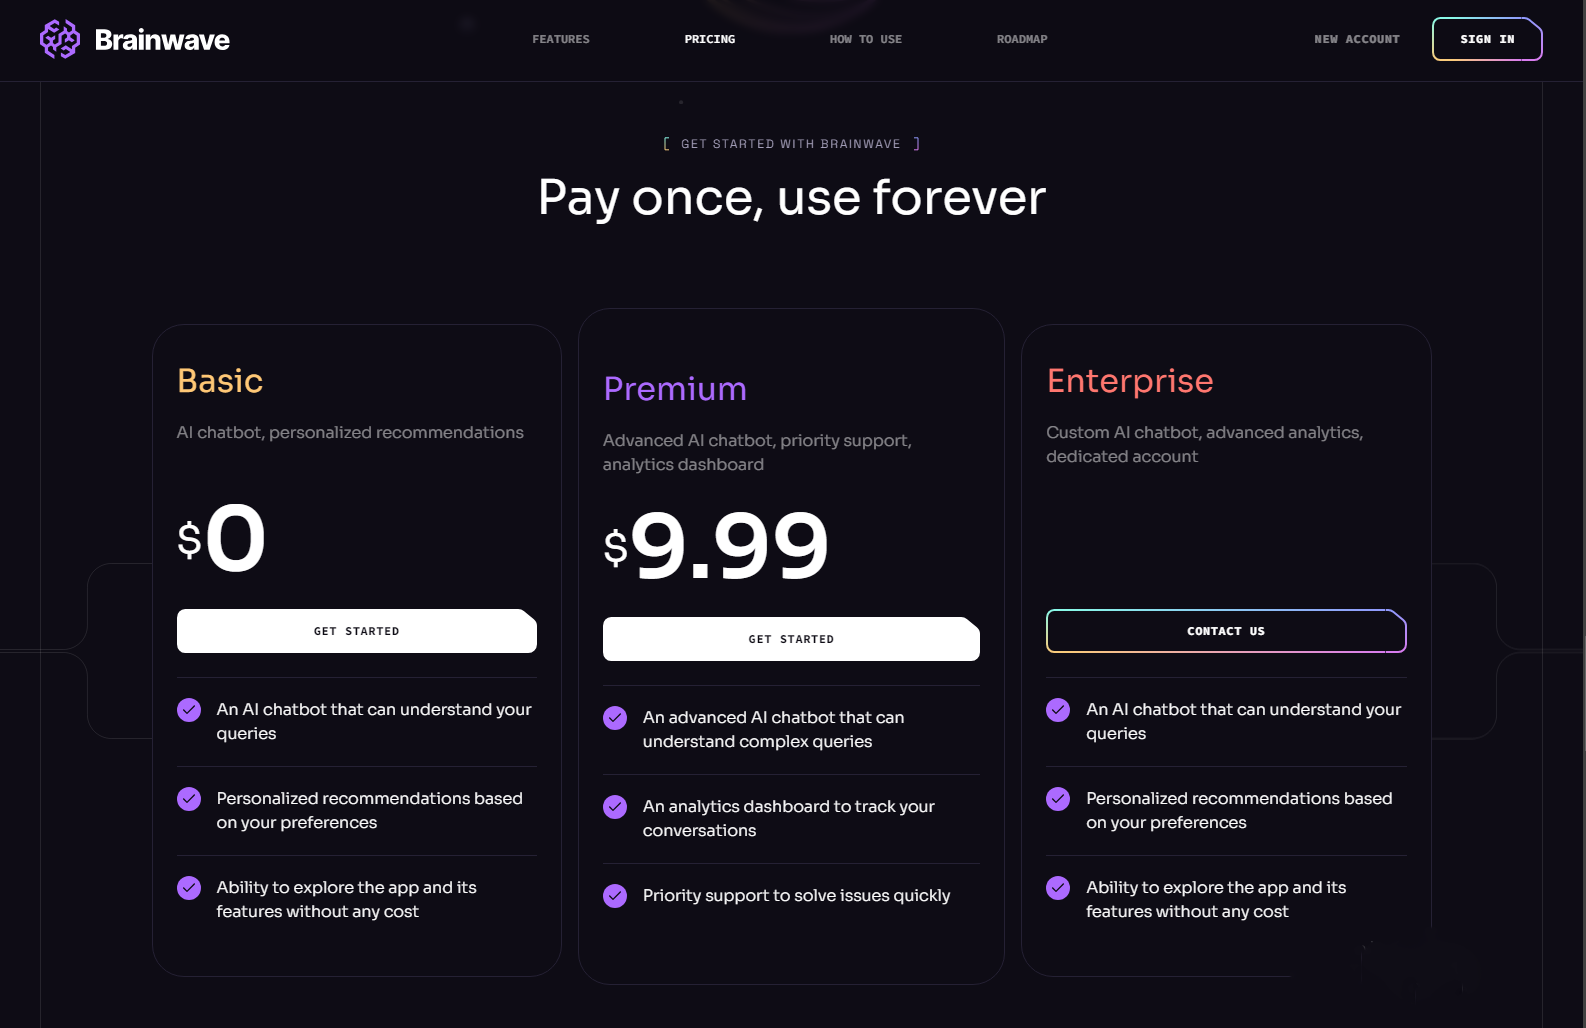 Brainwave
FEATURES
PRICING
HOW TO USE
ROADMAP
NEW ACCOUNT
SIGN IN
[ GET STARTED WITH BRAINWAVE ]
Pay once, use forever
Basic
AI chatbot, personalized recommendations
$0
GET STARTED
An AI chatbot that can understand your
queries
Personalized recommendations based
on your preferences
Ability to explore the app and its
features without any cost
Premium
Advanced AI chatbot, priority support,
analytics dashboard
$9.99
GET STARTED
An advanced AI chatbot that can
understand complex queries
An analytics dashboard to track your
conversations
Priority support to solve issues quickly
Enterprise
Custom AI chatbot, advanced analytics,
dedicated account
CONTACT US
An AI chatbot that can understand your
queries
Personalized recommendations based
on your preferences
Ability to explore the app and its
features without any cost